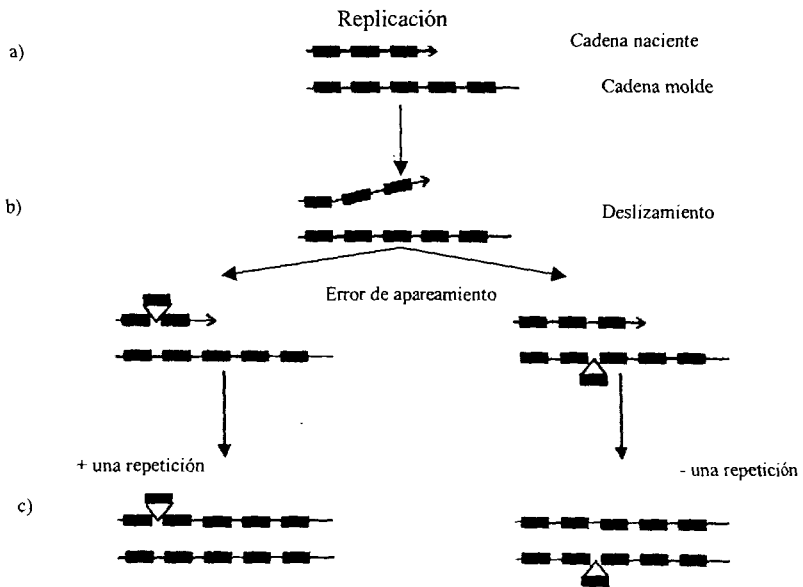 Replicación
a)
Cadena naciente
Cadena molde
b)
Deslizamiento
Error de apareamiento
+ una repetición
- una repetición
c)